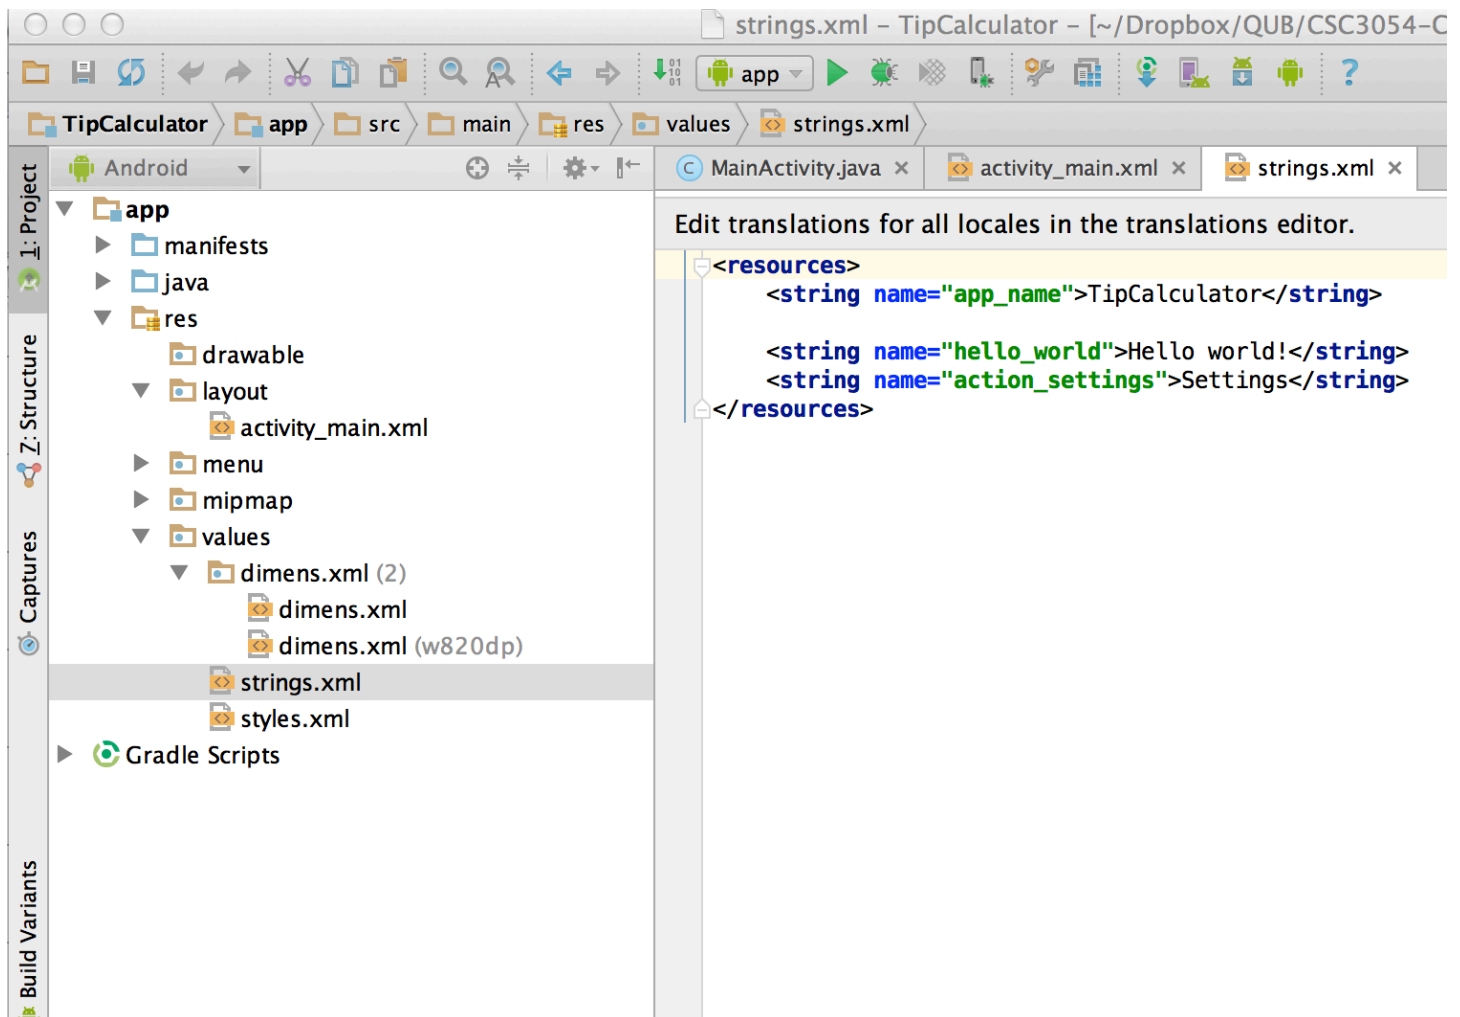 strings.xml – TipCalculator – [~/Dropbox/QUB/CSC3054–C
app
?
TipCalculator app src main res values strings.xml
1: Project
Z: Structure
Captures
Build Variants
Android
app
manifests
java
res
drawable
layout
activity_main.xml
menu
mipmap
values
dimens.xml (2)
dimens.xml
dimens.xml (w820dp)
strings.xml
styles.xml
Gradle Scripts
MainActivity.java activity_main.xml strings.xml
Edit translations for all locales in the translations editor.
<resources>
    <string name="app_name">TipCalculator</string>
    <string name="hello_world">Hello world!</string>
    <string name="action_settings">Settings</string>
</resources>